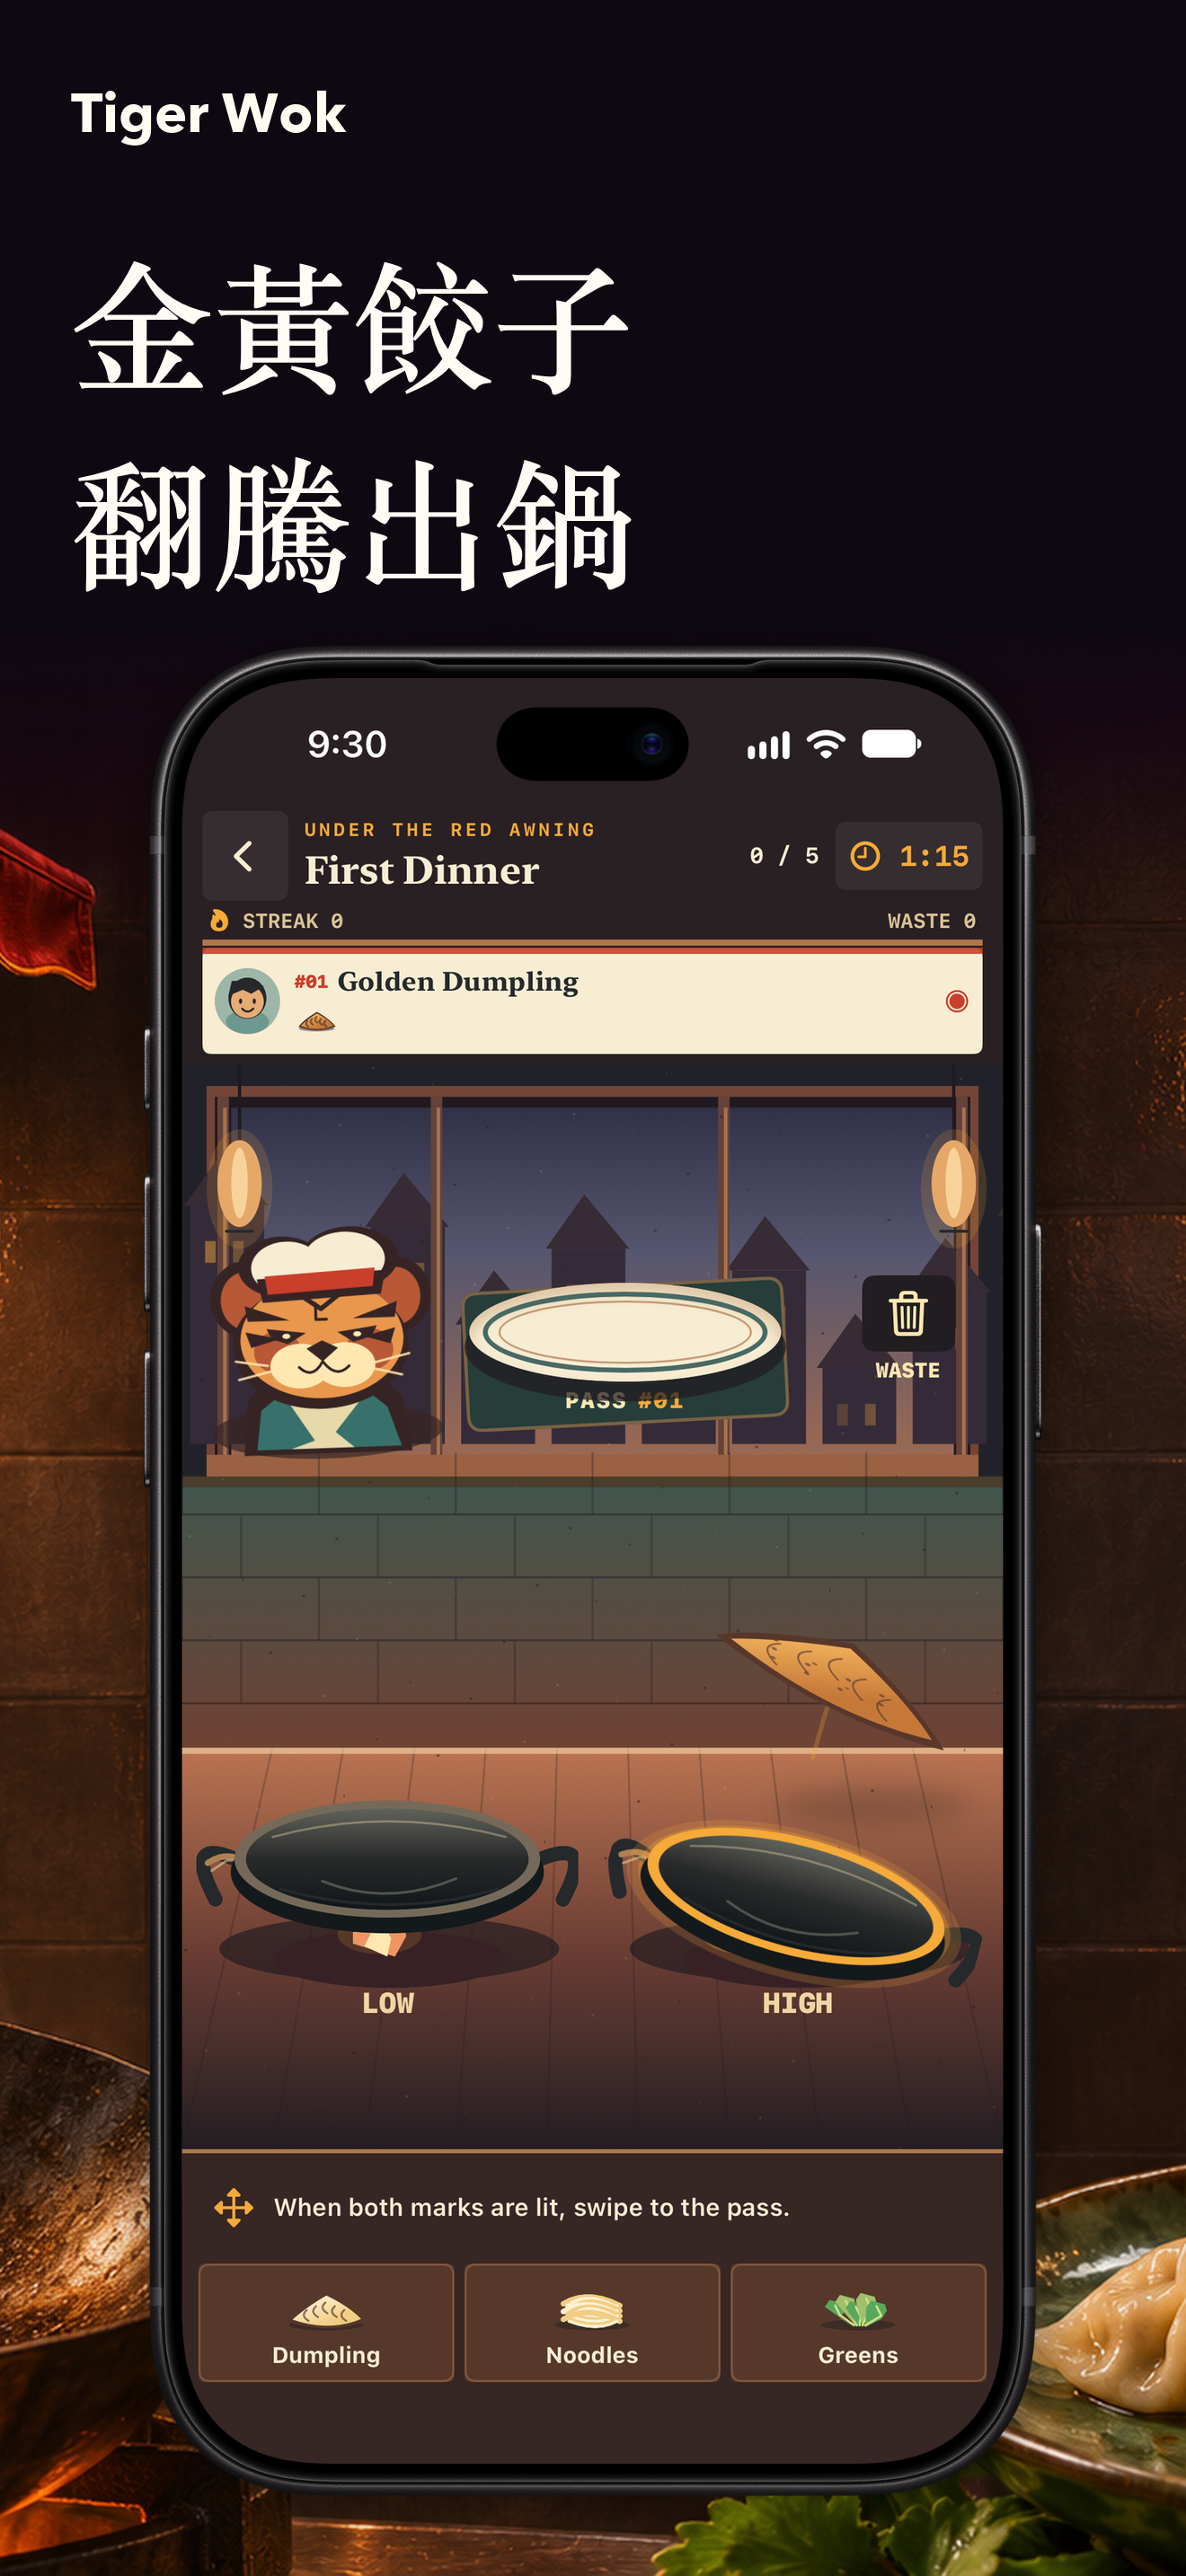 Tiger Wok
金黃餃子
翻騰出鍋
9:30
UNDER THE RED AWNING
First Dinner
0 / 5
1:15
STREAK 0
WASTE 0
#01 Golden Dumpling
WASTE
PASS #01
LOW
HIGH
When both marks are lit, swipe to the pass.
Dumpling
Noodles
Greens